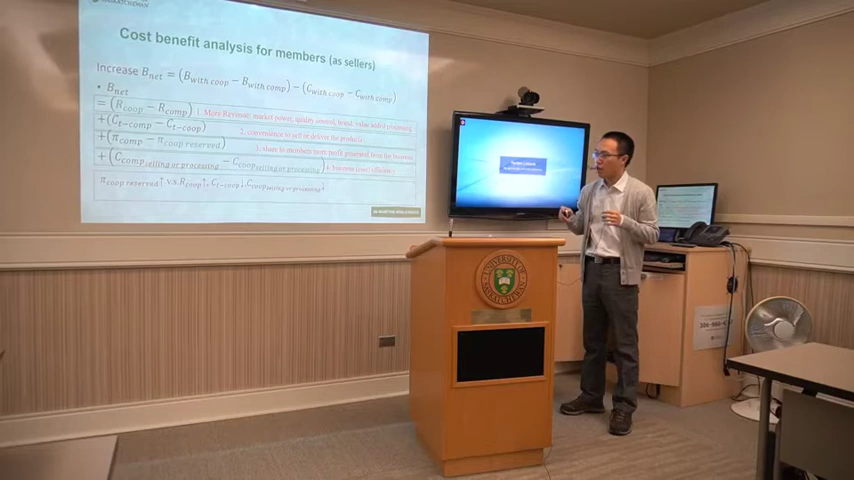 SASKATCHEWAN
Cost benefit analysis for members (as sellers)
Increase B_net = (B_with coop − B_with comp) − (C_with coop − C_with comp)
• B_net
= (R_coop − R_comp) 1 More Revenue: market power, quality control, brand, value added processing
+(C_t−comp − C_t−coop) 2. convenience to sell or deliver the products
+(π_comp − π_coop reserved) 3. share to members more profit generated from the business
+(C_comp selling or processing − C_coop selling or processing) 4. business (cost) efficiency
π_coop reserved↑ v.s. R_coop↑, C_t−coop↓, C_coop selling or processing↓
UNIVERSITY OF
SASKATCHEWAN